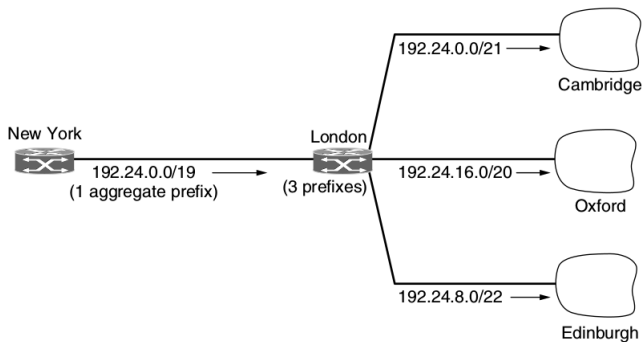 192.24.0.0/21
Cambridge
New York
London
192.24.0.0/19
(1 aggregate prefix)
(3 prefixes)
192.24.16.0/20
Oxford
192.24.8.0/22
Edinburgh